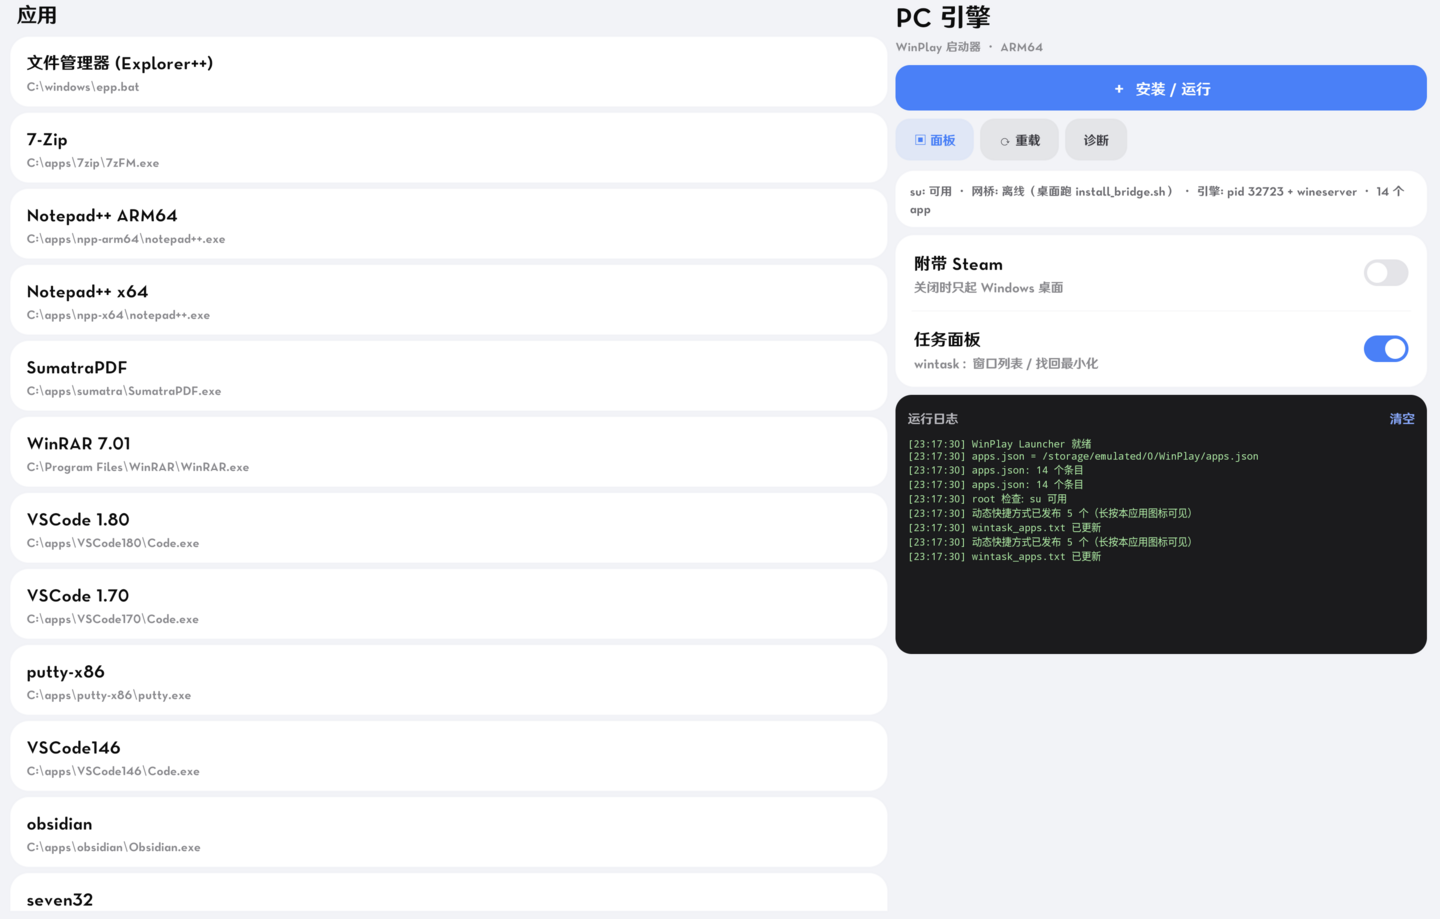 应用
文件管理器 (Explorer++)
C:\windows\epp.bat
7-Zip
C:\apps\7zip\7zFM.exe
Notepad++ ARM64
C:\apps\npp-arm64\notepad++.exe
Notepad++ x64
C:\apps\npp-x64\notepad++.exe
SumatraPDF
C:\apps\sumatra\SumatraPDF.exe
WinRAR 7.01
C:\Program Files\WinRAR\WinRAR.exe
VSCode 1.80
C:\apps\VSCode180\Code.exe
VSCode 1.70
C:\apps\VSCode170\Code.exe
putty-x86
C:\apps\putty-x86\putty.exe
VSCode146
C:\apps\VSCode146\Code.exe
obsidian
C:\apps\obsidian\Obsidian.exe
seven32
PC 引擎
WinPlay 启动器 · ARM64
+ 安装 / 运行
面板
重载
诊断
su: 可用 · 网桥: 离线（桌面跑 install_bridge.sh） · 引擎: pid 32723 + wineserver · 14 个
app
附带 Steam
关闭时只起 Windows 桌面
任务面板
wintask：窗口列表 / 找回最小化
运行日志
清空
[23:17:30] WinPlay Launcher 就绪
[23:17:30] apps.json = /storage/emulated/0/WinPlay/apps.json
[23:17:30] apps.json: 14 个条目
[23:17:30] apps.json: 14 个条目
[23:17:30] root 检查: su 可用
[23:17:30] 动态快捷方式已发布 5 个（长按本应用图标可见）
[23:17:30] wintask_apps.txt 已更新
[23:17:30] 动态快捷方式已发布 5 个（长按本应用图标可见）
[23:17:30] wintask_apps.txt 已更新